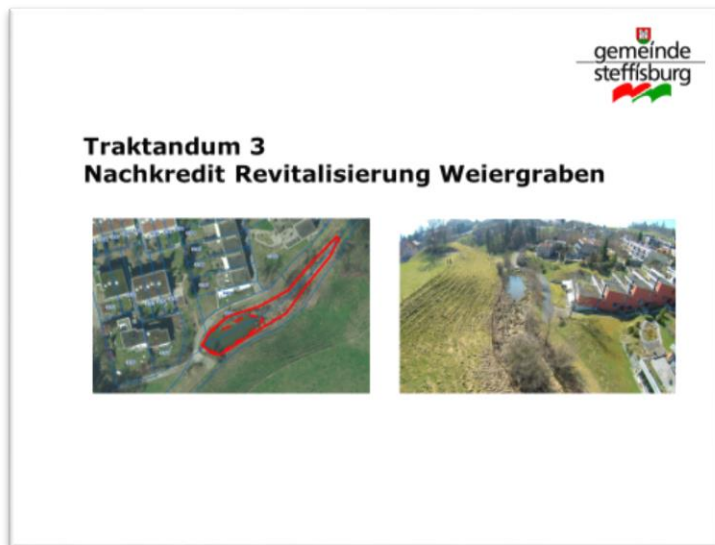 gemeinde
steffisburg
Traktandum 3
Nachkredit Revitalisierung Weiergraben